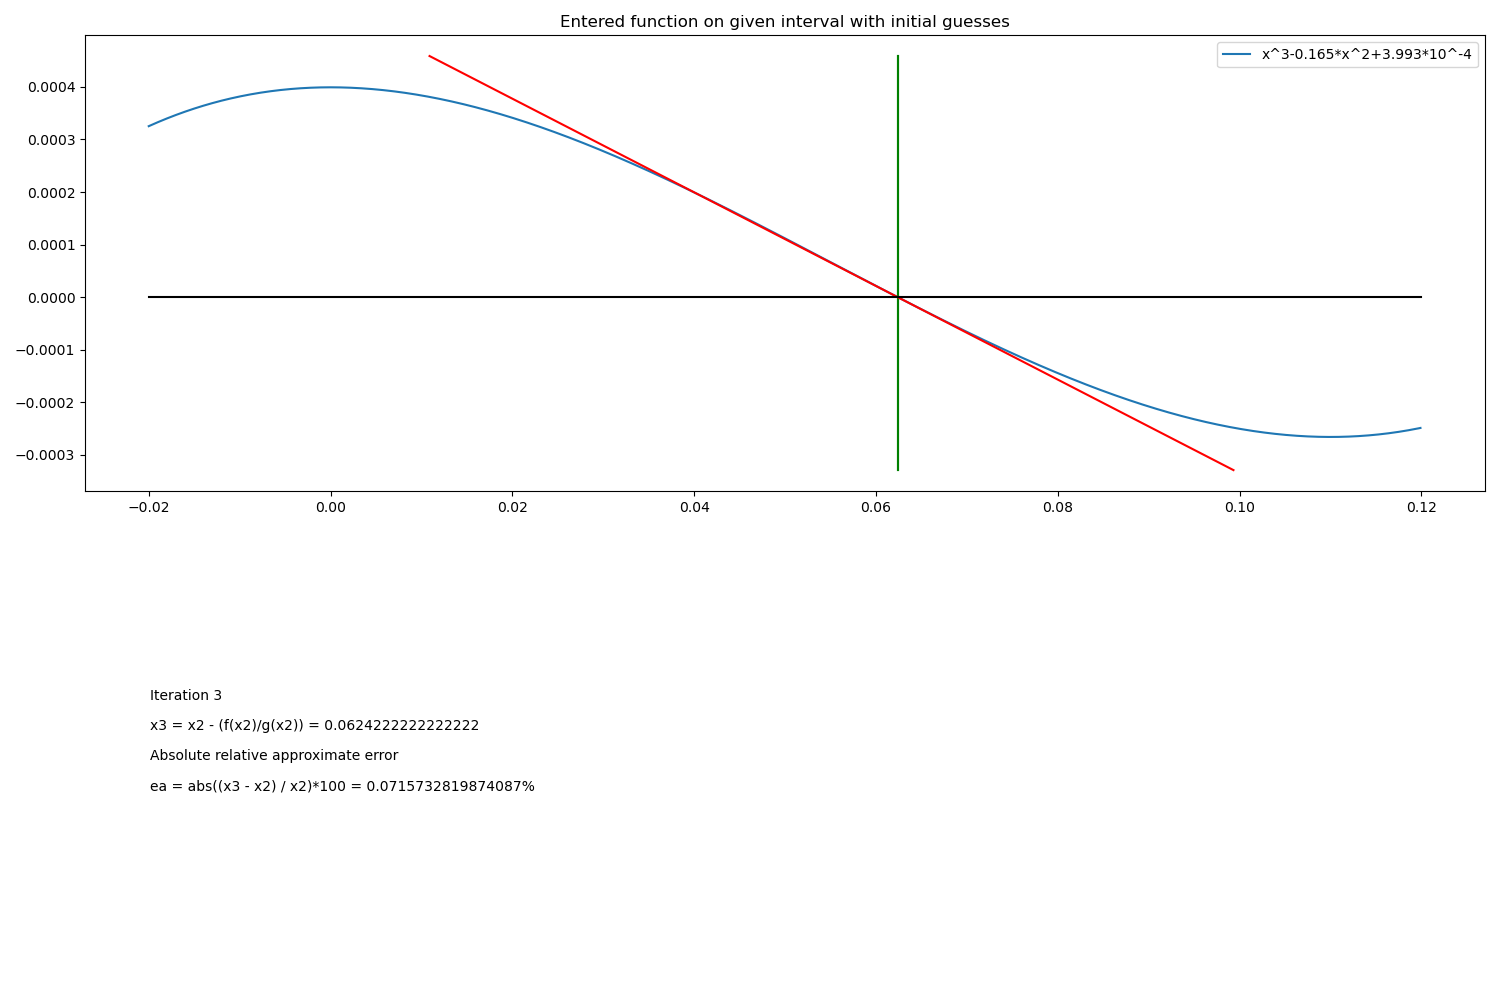 Entered function on given interval with initial guesses
x^3-0.165*x^2+3.993*10^-4
0.0004
0.0003
0.0002
0.0001
0.0000
−0.0001
−0.0002
−0.0003
−0.02 0.00 0.02 0.04 0.06 0.08 0.10 0.12
Iteration 3
x3 = x2 - (f(x2)/g(x2)) = 0.0624222222222222
Absolute relative approximate error
ea = abs((x3 - x2) / x2)*100 = 0.0715732819874087%